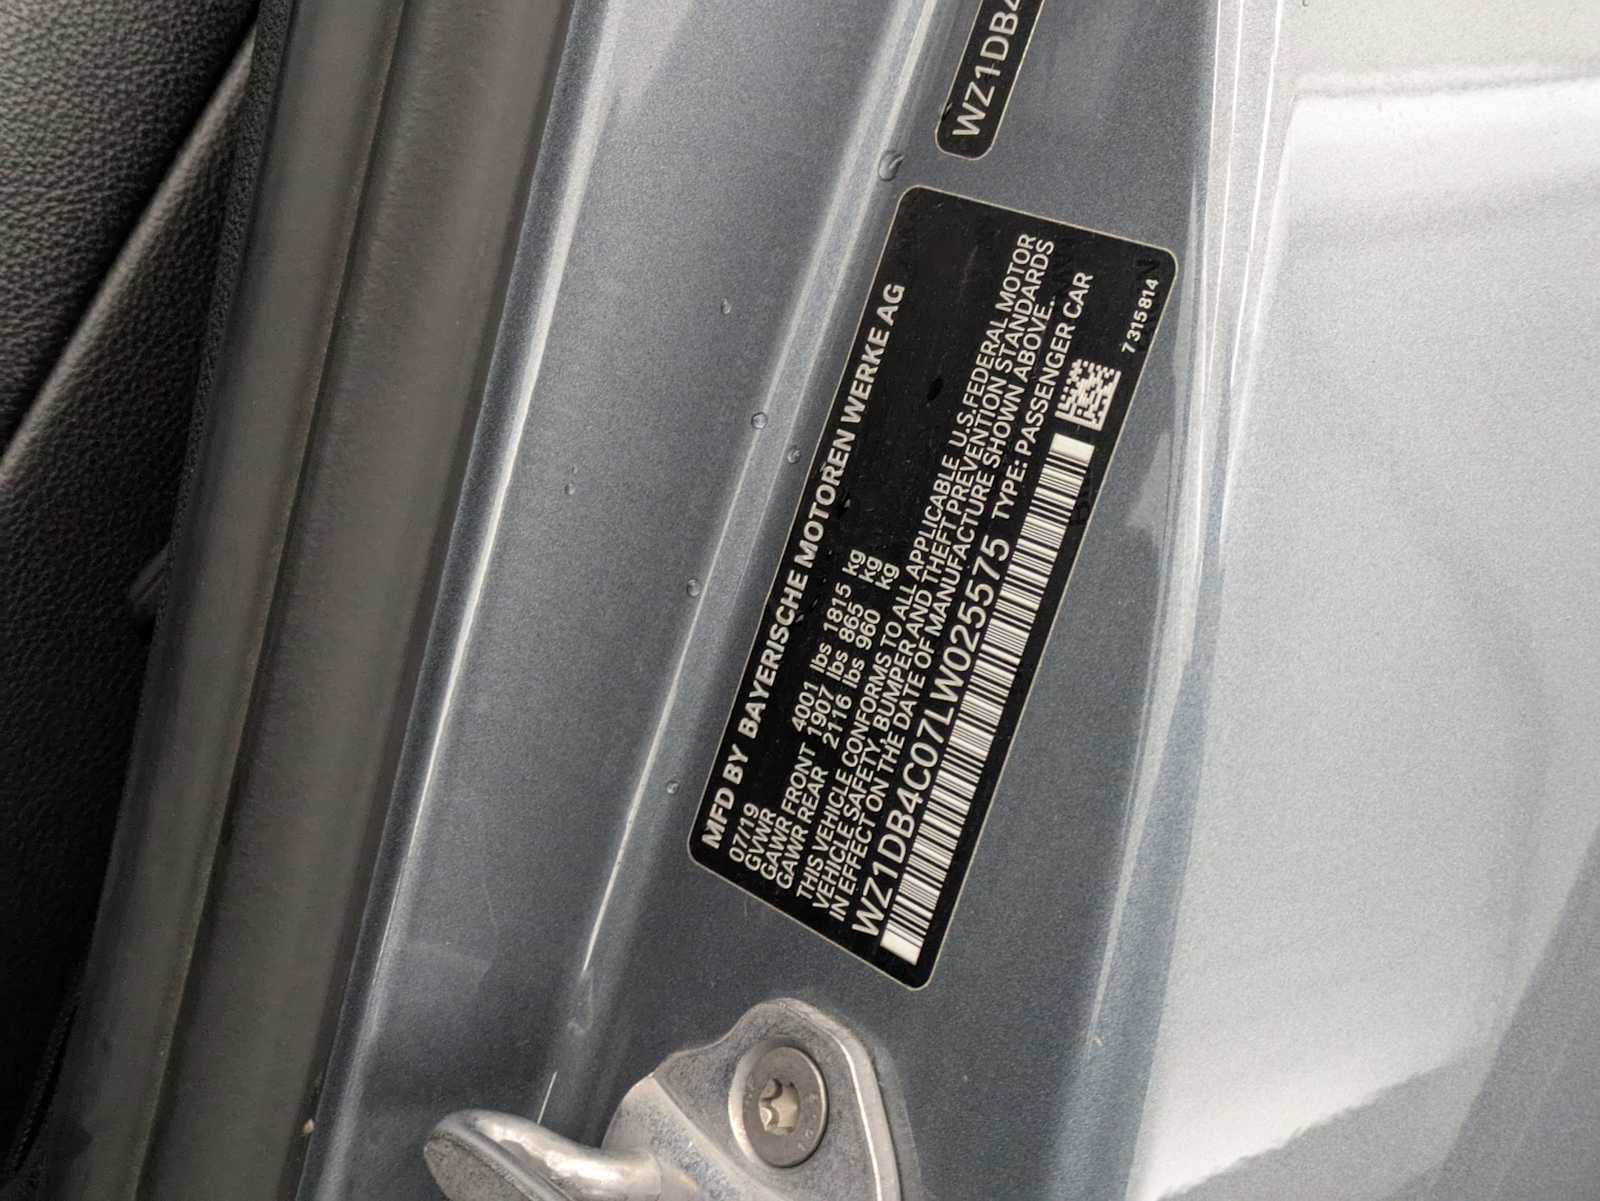 WZ1DB4
MFD BY BAYERISCHE MOTOREN WERKE AG
07/19
GVWR 4001 lbs 1815 kg
GAWR FRONT 1907 lbs 865 kg
GAWR REAR 2116 lbs 960 kg
THIS VEHICLE CONFORMS TO ALL APPLICABLE U.S.FEDERAL MOTOR
VEHICLE SAFETY, BUMPER AND THEFT PREVENTION STANDARDS
IN EFFECT ON THE DATE OF MANUFACTURE SHOWN ABOVE.
WZ1DB4C07LW025575 TYPE: PASSENGER CAR
7 315 814